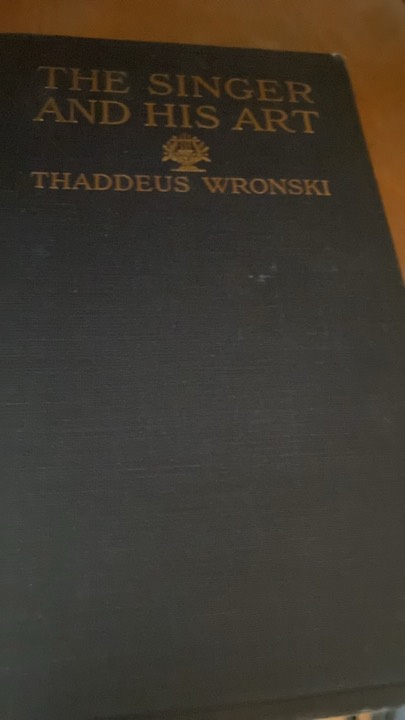 THE SINGER
AND HIS ART
THADDEUS WRONSKI